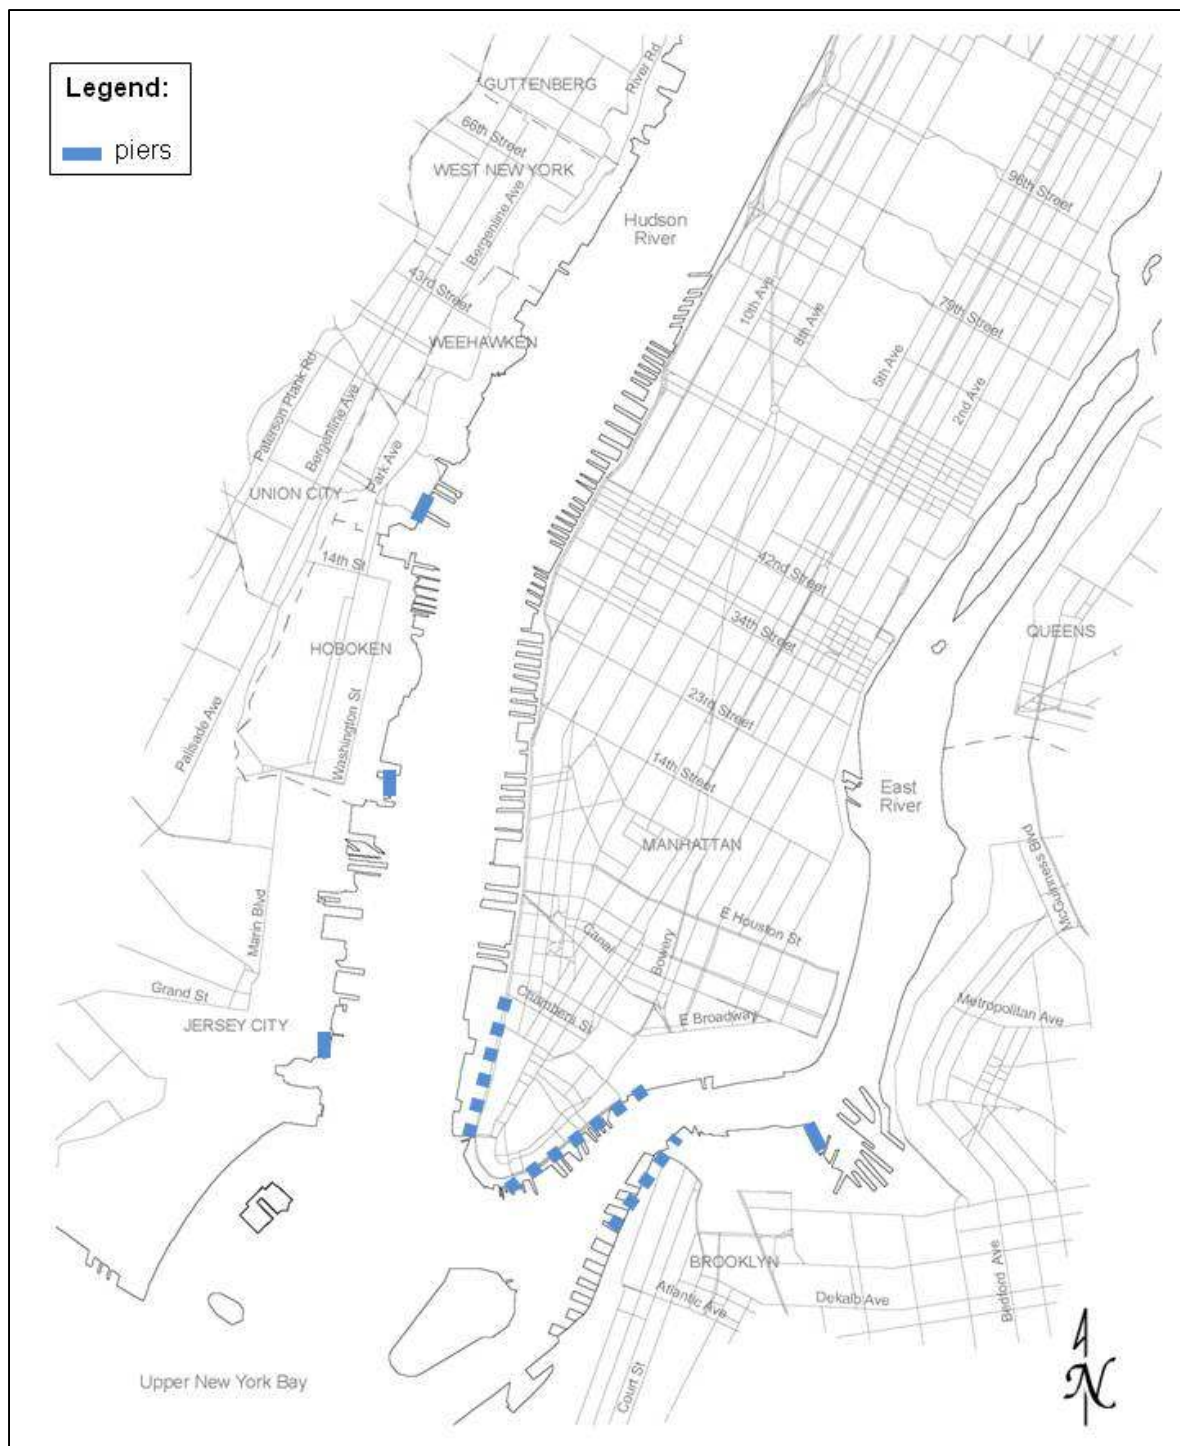 Legend:
piers
GUTTENBERG
River Rd
66th Street
WEST NEW YORK
Bergenline Ave
Hudson
River
96th Street
43rd Street
10th Ave
8th Ave
79th Street
WEEHAWKEN
5th Ave
2nd Ave
Paterson Plank Rd
Bergenline Ave
Park Ave
UNION CITY
14th St
42nd Street
34th Street
QUEENS
HOBOKEN
23rd Street
Palisade Ave
Washington St
14th Street
East
River
MANHATTAN
McGuinness Blvd
Marin Blvd
E Houston St
Canal
Bowery
Grand St
Chambers St
E Broadway
Metropolitan Ave
JERSEY CITY
BROOKLYN
Bedford Ave
Atlantic Ave
Dekalb Ave
Upper New York Bay
Court St
N